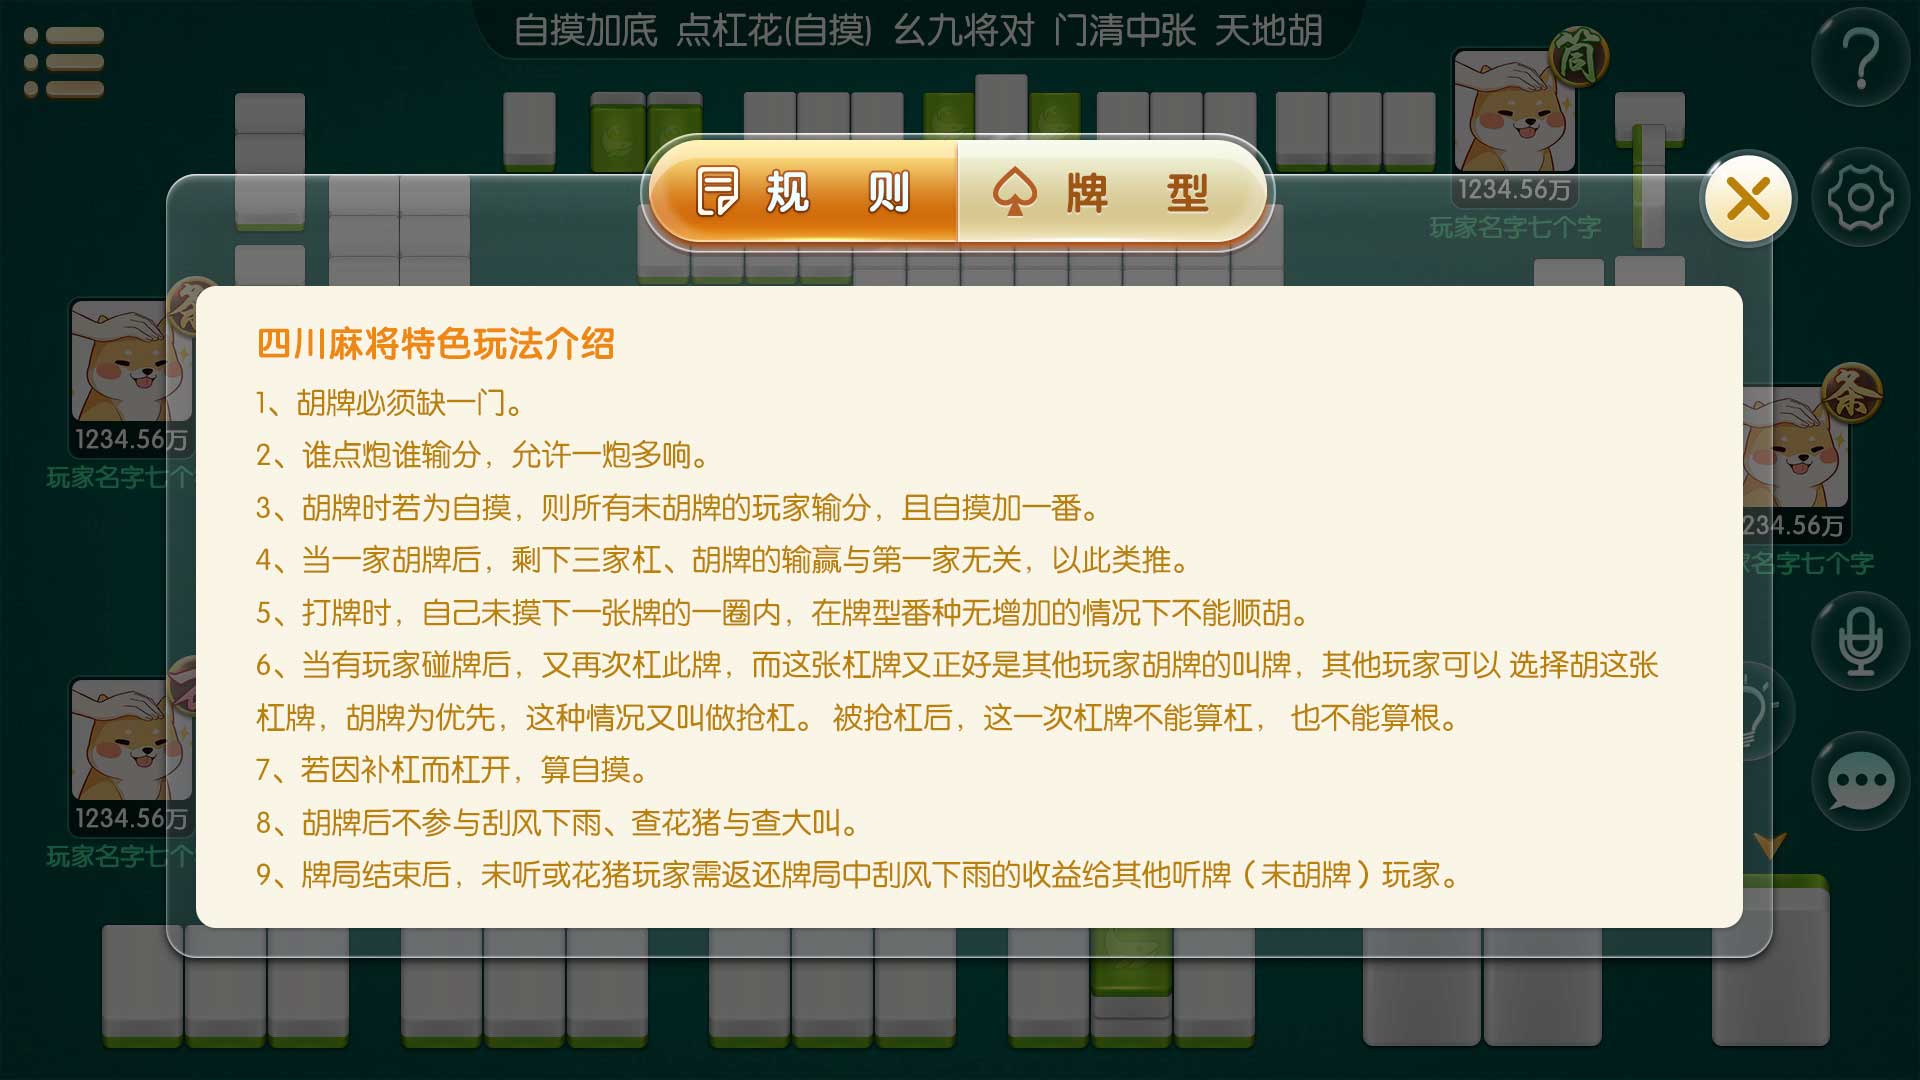 自摸加底 点杠花(自摸) 幺九将对 门清中张 天地胡
筒
规 则
牌 型
1234.56万
玩家名字七个字
四川麻将特色玩法介绍
1、胡牌必须缺一门。
2、谁点炮谁输分，允许一炮多响。
3、胡牌时若为自摸，则所有未胡牌的玩家输分，且自摸加一番。
4、当一家胡牌后，剩下三家杠、胡牌的输赢与第一家无关，以此类推。
5、打牌时，自己未摸下一张牌的一圈内，在牌型番种无增加的情况下不能顺胡。
6、当有玩家碰牌后，又再次杠此牌，而这张杠牌又正好是其他玩家胡牌的叫牌，其他玩家可以 选择胡这张
杠牌，胡牌为优先，这种情况又叫做抢杠。 被抢杠后，这一次杠牌不能算杠， 也不能算根。
7、若因补杠而杠开，算自摸。
8、胡牌后不参与刮风下雨、查花猪与查大叫。
9、牌局结束后，未听或花猪玩家需返还牌局中刮风下雨的收益给其他听牌（未胡牌）玩家。
1234.56万
玩家名字七个
条
234.56万
名字七个字
1234.56万
玩家名字七个